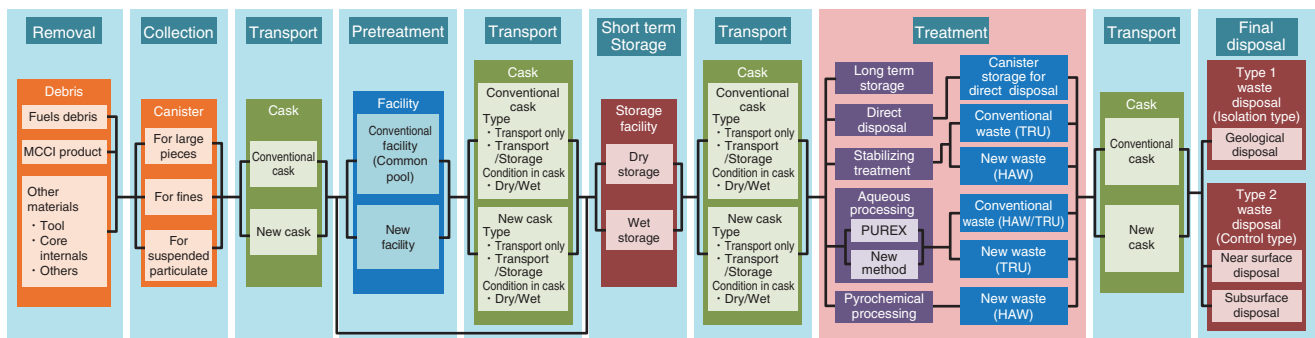 Removal
Debris
Fuels debris
MCCI product
Other
materials
・Tool
・Core
internals
・Others
Collection
Canister
For large
pieces
For fines
For
suspended
particulate
Transport
Cask
Conventional
cask
New cask
Pretreatment
Facility
Conventional
facility
(Common
pool)
New
facility
Transport
Cask
Conventional
cask
Type
・Transport only
・Transport
/Storage
Condition in cask
・Dry/Wet
New cask
Type
・Transport only
・Transport
/Storage
Condition in cask
・Dry/Wet
Short term
Storage
Storage
facility
Dry
storage
Wet
storage
Transport
Cask
Conventional
cask
Type
・Transport only
・Transport
/Storage
Condition in cask
・Dry/Wet
New cask
Type
・Transport only
・Transport
/Storage
Condition in cask
・Dry/Wet
Treatment
Long term
storage
Direct
disposal
Stabilizing
treatment
Aqueous
processing
PUREX
New
method
Pyrochemical
processing
Canister
storage for
direct disposal
Conventional
waste (TRU)
New waste
(HAW)
Conventional
waste (HAW/TRU)
New waste
(TRU)
New waste
(HAW)
Transport
Cask
Conventional
cask
New
cask
Final
disposal
Type 1
waste
disposal
(Isolation type)
Geological
disposal
Type 2
waste
disposal
(Control type)
Near surface
disposal
Subsurface
disposal